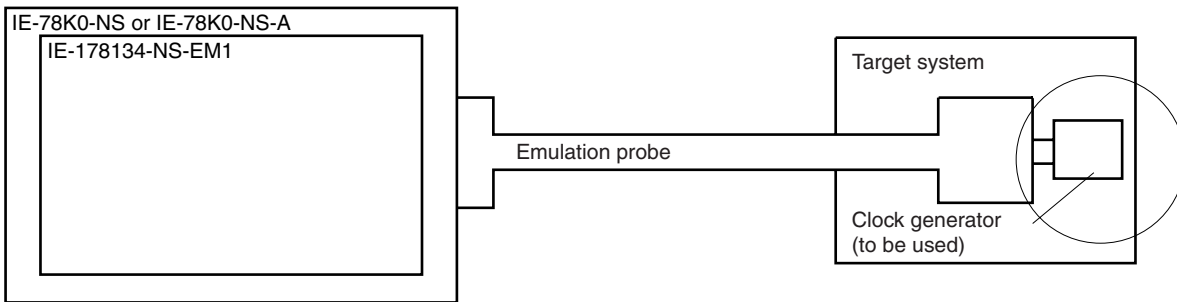 IE-78K0-NS or IE-78K0-NS-A
IE-178134-NS-EM1
Target system
Emulation probe
Clock generator
(to be used)